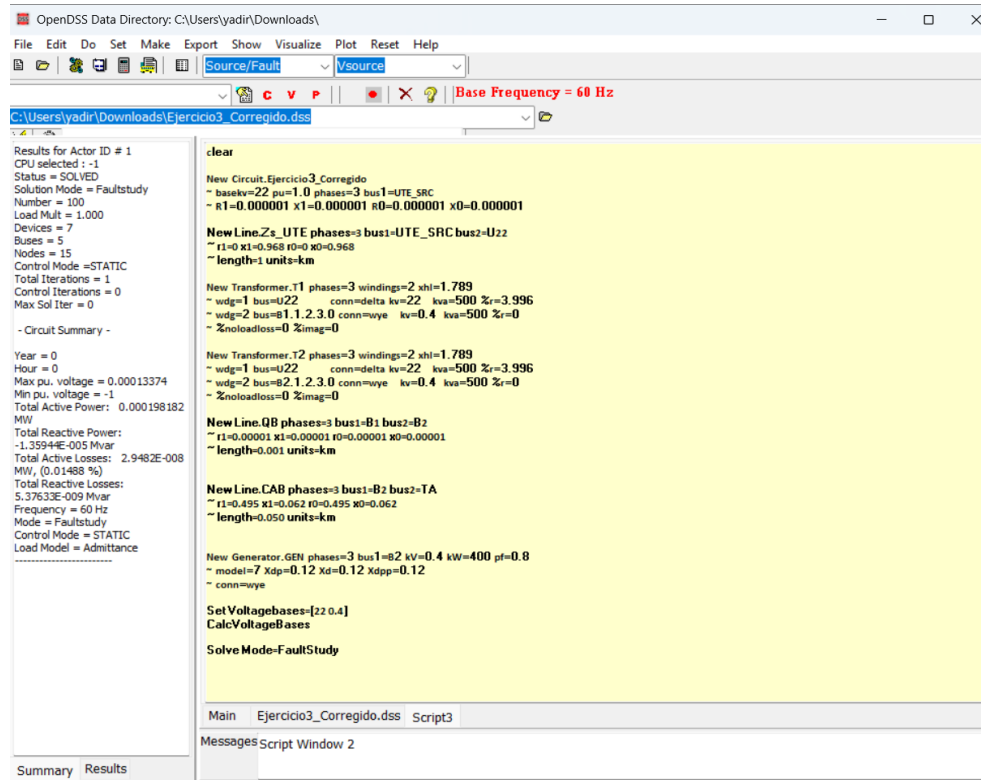 OpenDSS Data Directory: C:\Users\yadir\Downloads\
File Edit Do Set Make Export Show Visualize Plot Reset Help
Source/Fault Vsource
C V P Base Frequency = 60 Hz
C:\Users\yadir\Downloads\Ejercicio3_Corregido.dss
Results for Actor ID # 1
CPU selected : -1
Status = SOLVED
Solution Mode = Faultstudy
Number = 100
Load Mult = 1.000
Devices = 7
Buses = 5
Nodes = 15
Control Mode =STATIC
Total Iterations = 1
Control Iterations = 0
Max Sol Iter = 0
- Circuit Summary -
Year = 0
Hour = 0
Max pu. voltage = 0.00013374
Min pu. voltage = -1
Total Active Power: 0.000198182
MW
Total Reactive Power:
-1.35944E-005 Mvar
Total Active Losses: 2.9482E-008
MW, (0.01488 %)
Total Reactive Losses:
5.37633E-009 Mvar
Frequency = 60 Hz
Mode = Faultstudy
Control Mode = STATIC
Load Model = Admittance
------------------------
clear
New Circuit.Ejercicio3_Corregido
~ basekv=22 pu=1.0 phases=3 bus1=UTE_SRC
~ R1=0.000001 X1=0.000001 R0=0.000001 X0=0.000001
New Line.Zs_UTE phases=3 bus1=UTE_SRC bus2=U22
~ r1=0 x1=0.968 r0=0 x0=0.968
~ length=1 units=km
New Transformer.T1 phases=3 windings=2 xhl=1.789
~ wdg=1 bus=U22 conn=delta kv=22 kva=500 %r=3.996
~ wdg=2 bus=B1.1.2.3.0 conn=wye kv=0.4 kva=500 %r=0
~ %noloadloss=0 %imag=0
New Transformer.T2 phases=3 windings=2 xhl=1.789
~ wdg=1 bus=U22 conn=delta kv=22 kva=500 %r=3.996
~ wdg=2 bus=B2.1.2.3.0 conn=wye kv=0.4 kva=500 %r=0
~ %noloadloss=0 %imag=0
New Line.QB phases=3 bus1=B1 bus2=B2
~ r1=0.00001 x1=0.00001 r0=0.00001 x0=0.00001
~ length=0.001 units=km
New Line.CAB phases=3 bus1=B2 bus2=TA
~ r1=0.495 x1=0.062 r0=0.495 x0=0.062
~ length=0.050 units=km
New Generator.GEN phases=3 bus1=B2 kV=0.4 kW=400 pf=0.8
~ model=7 Xdp=0.12 Xd=0.12 Xdpp=0.12
~ conn=wye
Set Voltagebases=[22 0.4]
CalcVoltageBases
Solve Mode=FaultStudy
Main Ejercicio3_Corregido.dss Script3
Messages Script Window 2
Summary Results